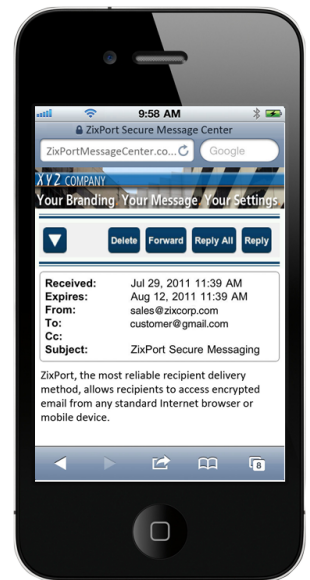 9:58 AM
ZixPort Secure Message Center
ZixPortMessageCenter.co... Google
XYZ COMPANY
Your Branding Your Message Your Settings
Delete Forward Reply All Reply
Received: Jul 29, 2011 11:39 AM
Expires: Aug 12, 2011 11:39 AM
From: sales@zixcorp.com
To: customer@gmail.com
Cc:
Subject: ZixPort Secure Messaging
ZixPort, the most reliable recipient delivery
method, allows recipients to access encrypted
email from any standard Internet browser or
mobile device.
8